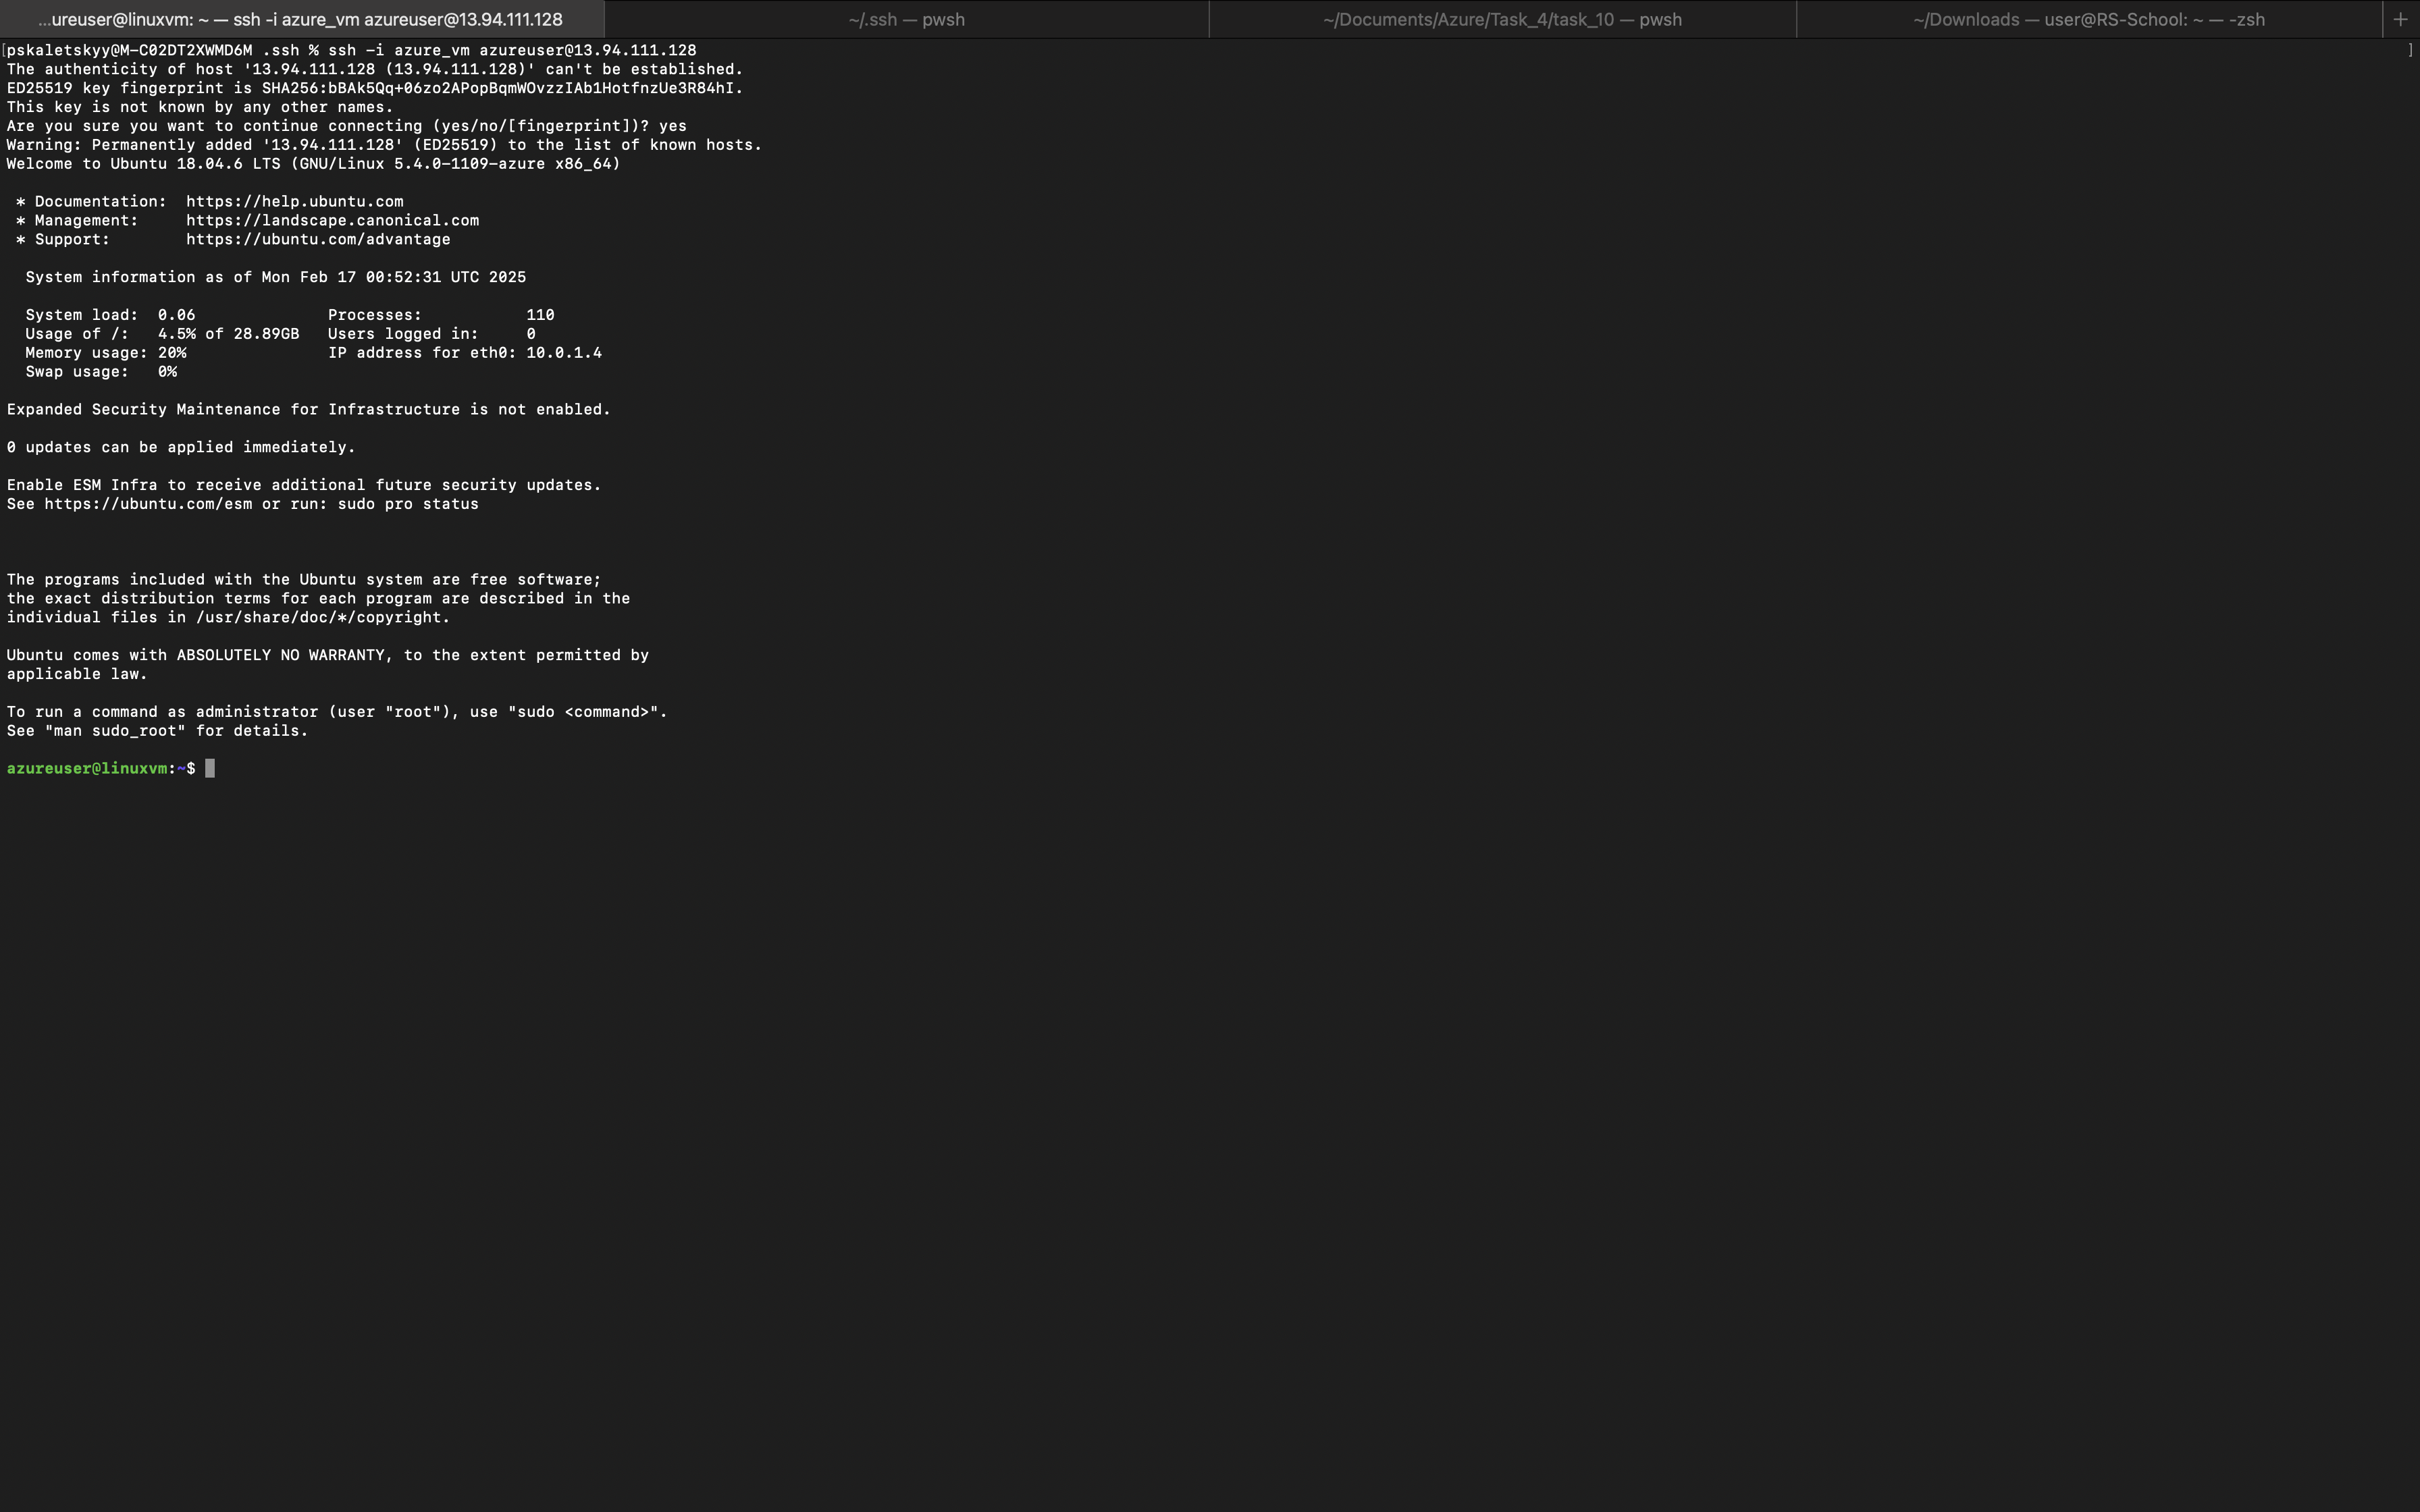 ...ureuser@linuxvm: ~ — ssh -i azure_vm azureuser@13.94.111.128
~/.ssh — pwsh
~/Documents/Azure/Task_4/task_10 — pwsh
~/Downloads — user@RS-School: ~ — -zsh
+
[pskaletskyy@M-C02DT2XWMD6M .ssh % ssh -i azure_vm azureuser@13.94.111.128 ]
The authenticity of host '13.94.111.128 (13.94.111.128)' can't be established.
ED25519 key fingerprint is SHA256:bBAk5Qq+06zo2APopBqmWOvzzIAb1HotfnzUe3R84hI.
This key is not known by any other names.
Are you sure you want to continue connecting (yes/no/[fingerprint])? yes
Warning: Permanently added '13.94.111.128' (ED25519) to the list of known hosts.
Welcome to Ubuntu 18.04.6 LTS (GNU/Linux 5.4.0-1109-azure x86_64)
* Documentation:  https://help.ubuntu.com
* Management:     https://landscape.canonical.com
* Support:        https://ubuntu.com/advantage
System information as of Mon Feb 17 00:52:31 UTC 2025
System load:  0.06              Processes:           110
Usage of /:   4.5% of 28.89GB   Users logged in:     0
Memory usage: 20%               IP address for eth0: 10.0.1.4
Swap usage:   0%
Expanded Security Maintenance for Infrastructure is not enabled.
0 updates can be applied immediately.
Enable ESM Infra to receive additional future security updates.
See https://ubuntu.com/esm or run: sudo pro status
The programs included with the Ubuntu system are free software;
the exact distribution terms for each program are described in the
individual files in /usr/share/doc/*/copyright.
Ubuntu comes with ABSOLUTELY NO WARRANTY, to the extent permitted by
applicable law.
To run a command as administrator (user "root"), use "sudo <command>".
See "man sudo_root" for details.
azureuser@linuxvm:~$